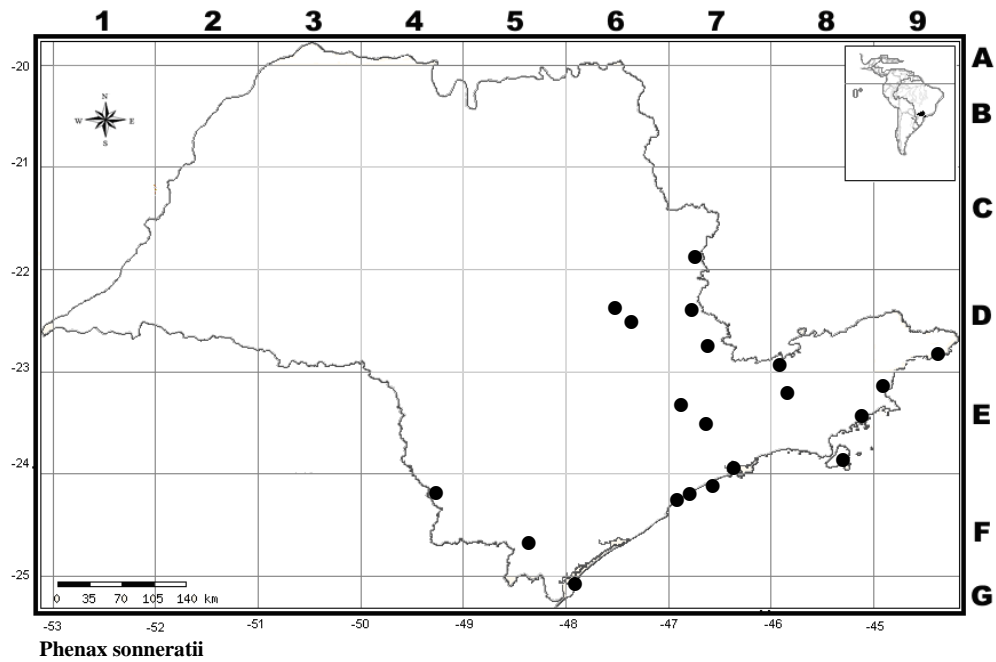 1 2 3 4 5 6 7 8 9
A
B
C
D
E
F
G
-20
-21
-22
-23
-24
-25
N
W E
S
0°
0 35 70 105 140 km
-53 -52 -51 -50 -49 -48 -47 -46 -45
Phenax sonneratii